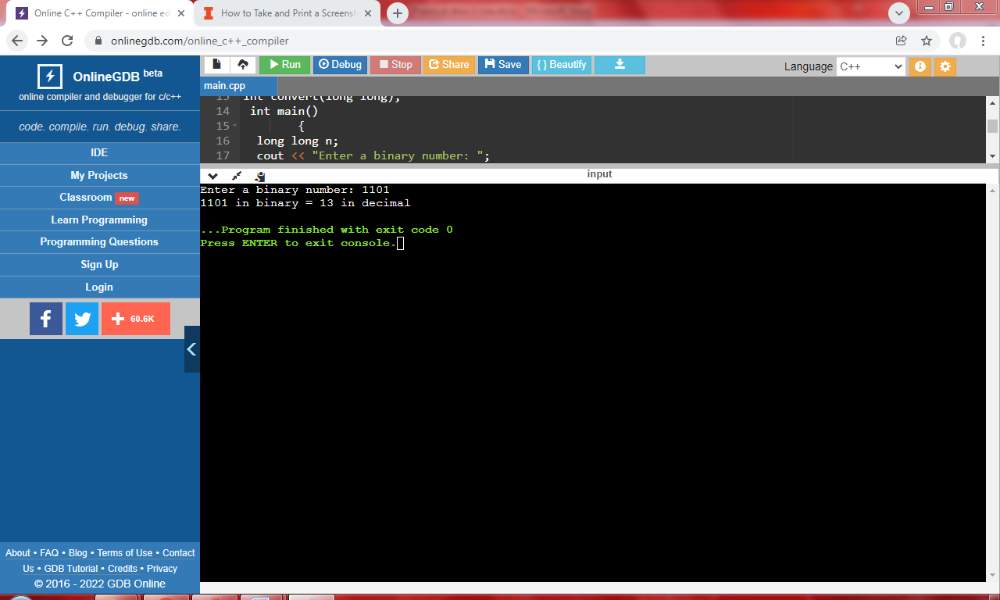 Online C++ Compiler - online ed
How to Take and Print a Screensh
onlinegdb.com/online_c++_compiler
OnlineGDB beta
online compiler and debugger for c/c++
code. compile. run. debug. share.
IDE
My Projects
Classroom new
Learn Programming
Programming Questions
Sign Up
Login
60.6K
About • FAQ • Blog • Terms of Use • Contact
Us • GDB Tutorial • Credits • Privacy
© 2016 - 2022 GDB Online
Run Debug Stop Share Save { } Beautify
Language C++
main.cpp
13 int convert(long long);
14 int main()
15 {
16 long long n;
17 cout << "Enter a binary number: ";
input
Enter a binary number: 1101
1101 in binary = 13 in decimal
...Program finished with exit code 0
Press ENTER to exit console.